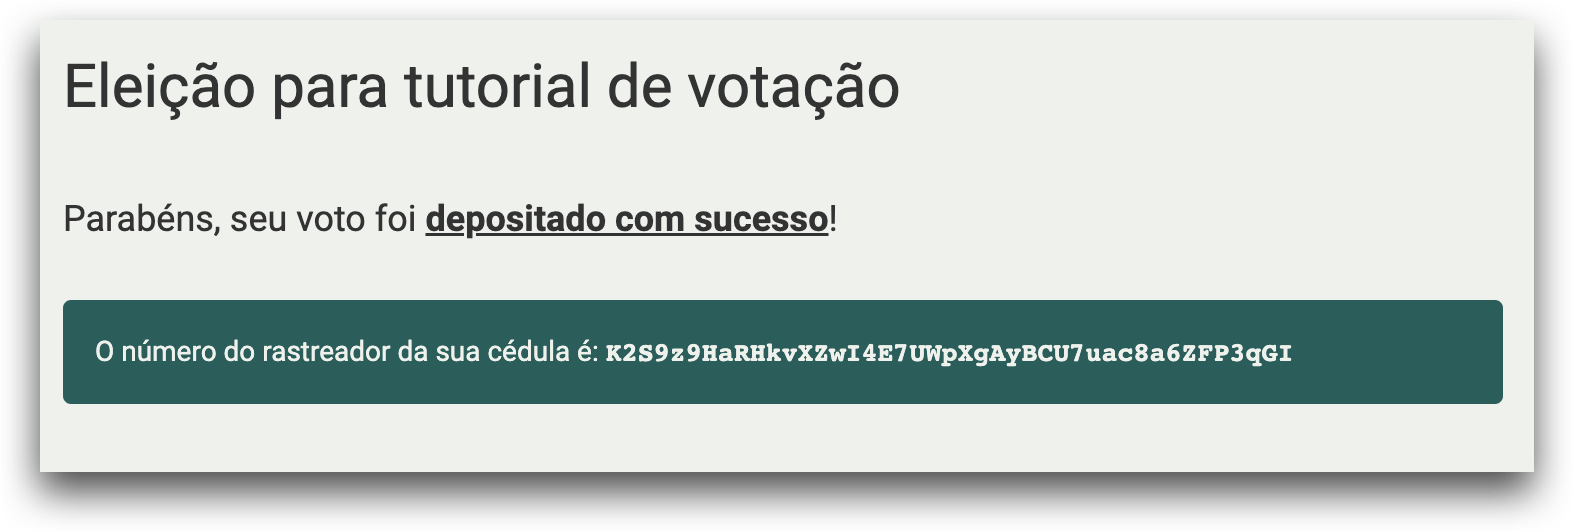 Eleição para tutorial de votação
Parabéns, seu voto foi depositado com sucesso!
O número do rastreador da sua cédula é: K2S9z9HaRHkvXZwI4E7UWpXgAyBCU7uac8a6ZFP3qGI